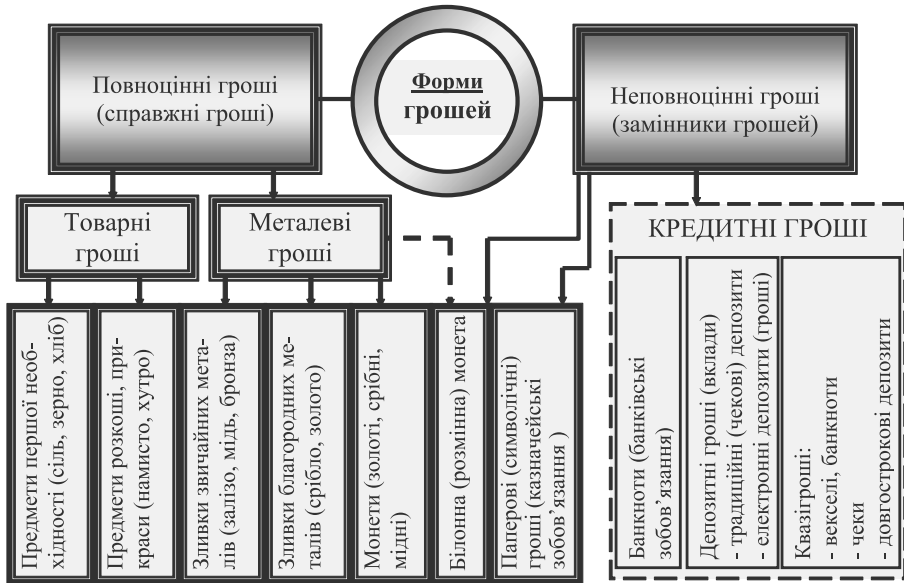 Повноцінні гроші
(справжні гроші)
Форми
грошей
Неповноцінні гроші
(замінники грошей)
Товарні
гроші
Металеві
гроші
КРЕДИТНІ ГРОШІ
Предмети першої необ-
хідності (сіль, зерно, хліб)
Предмети розкоші, при-
краси (намисто, хутро)
Зливки звичайних мета-
лів (залізо, мідь, бронза)
Зливки благородних ме-
талів (срібло, золото)
Монети (золоті, срібні,
мідні)
Білонна (розмінна) монета
Паперові (символічні)
гроші (казначейські
зобов’язання )
Банкноти (банківські
зобов’язання
Депозитні гроші (вклади)
- традиційні (чекові) депозити
- електронні депозити (гроші)
Квазігроші:
- векселі, банкноти
- чеки
- довгострокові депозити